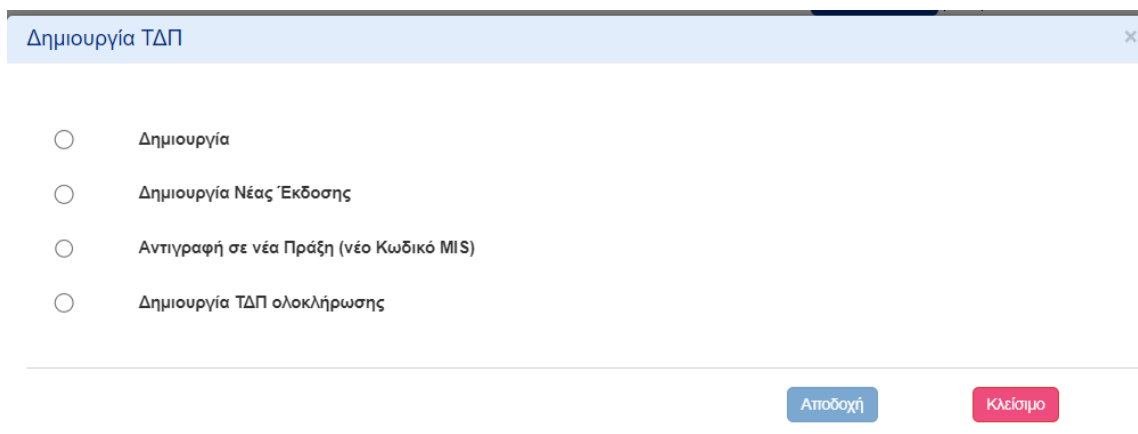 Δημιουργία ΤΔΠ
Δημιουργία
Δημιουργία Νέας Έκδοσης
Αντιγραφή σε νέα Πράξη (νέο Κωδικό MIS)
Δημιουργία ΤΔΠ ολοκλήρωσης
Αποδοχή
Κλείσιμο